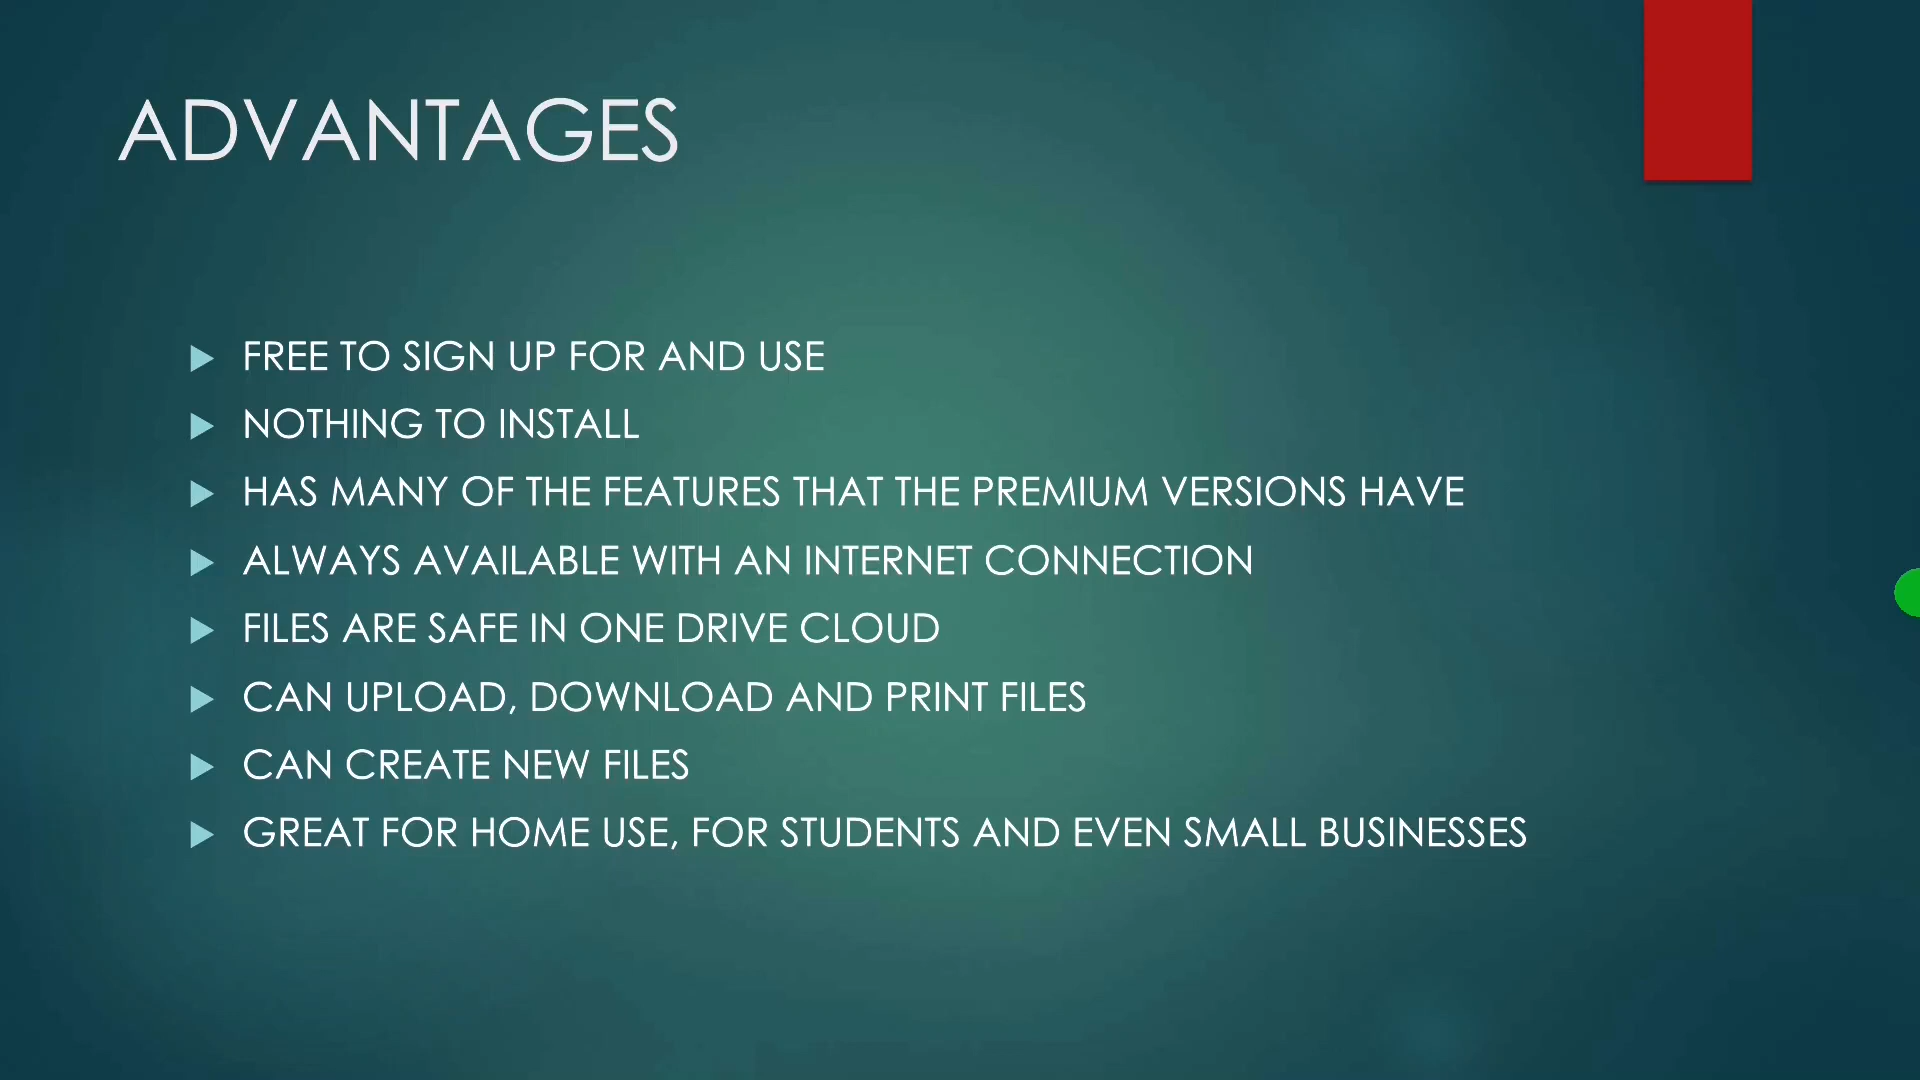 ADVANTAGES
FREE TO SIGN UP FOR AND USE
NOTHING TO INSTALL
HAS MANY OF THE FEATURES THAT THE PREMIUM VERSIONS HAVE
ALWAYS AVAILABLE WITH AN INTERNET CONNECTION
FILES ARE SAFE IN ONE DRIVE CLOUD
CAN UPLOAD, DOWNLOAD AND PRINT FILES
CAN CREATE NEW FILES
GREAT FOR HOME USE, FOR STUDENTS AND EVEN SMALL BUSINESSES